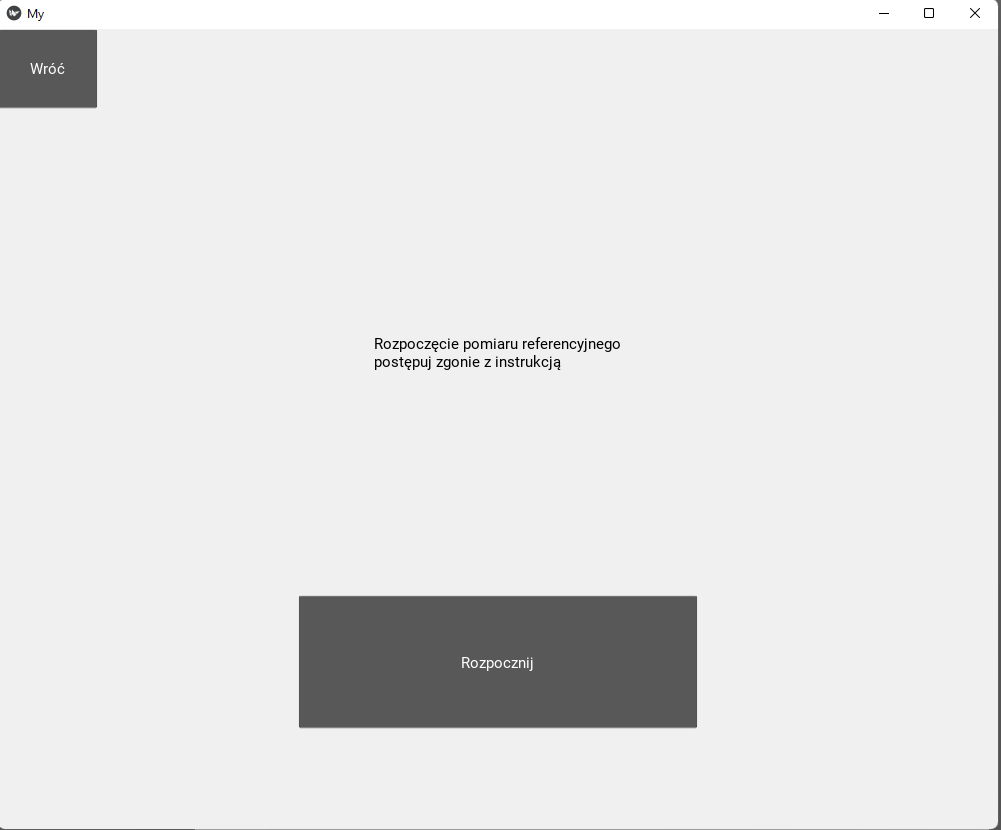 My
Wróć
Rozpoczęcie pomiaru referencyjnego
postępuj zgonie z instrukcją
Rozpocznij